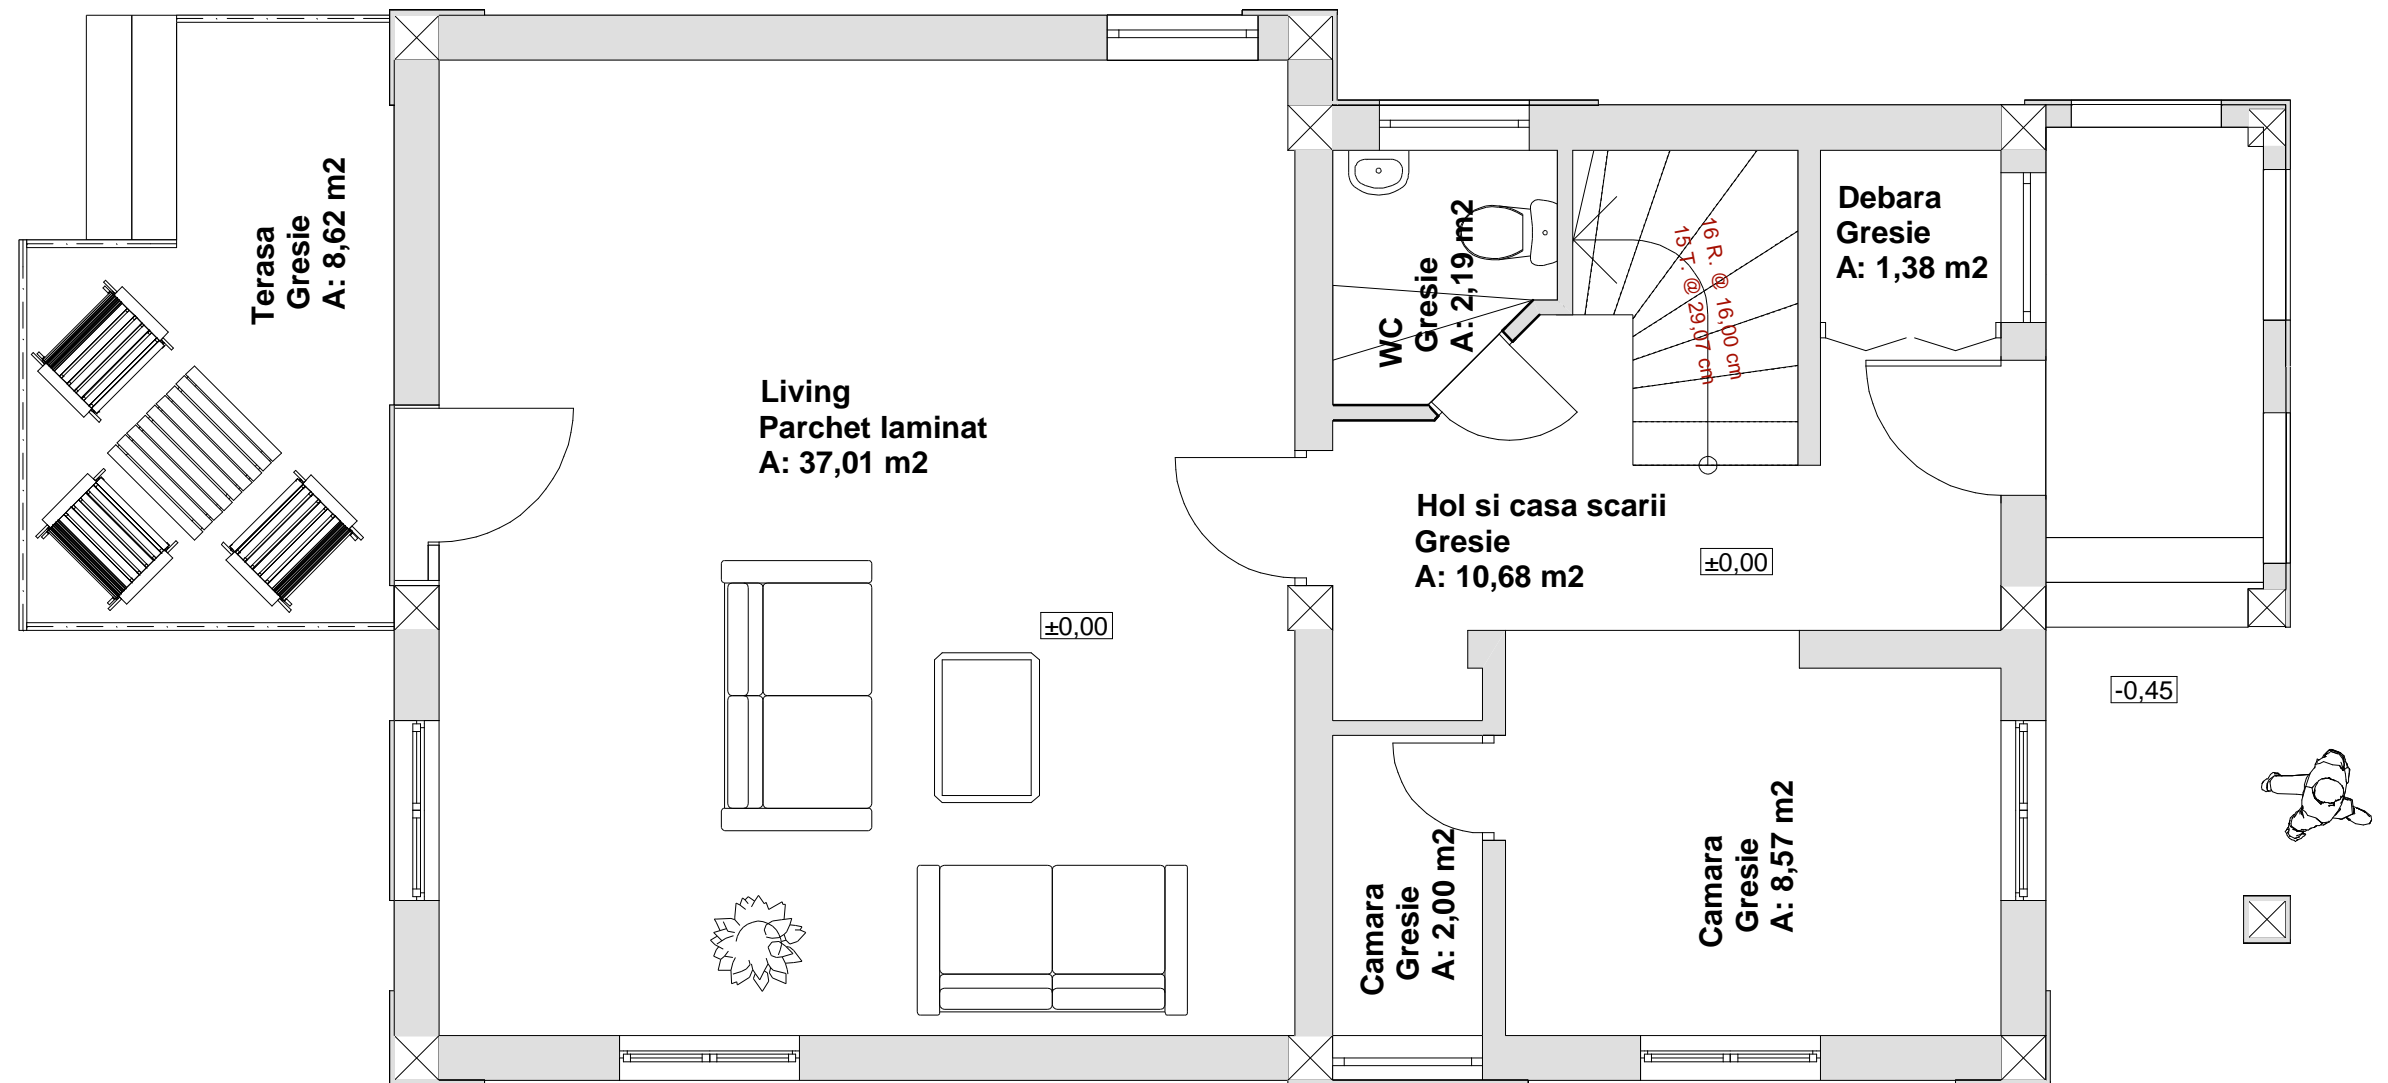 Terasa
Gresie
A: 8,62 m2
Living
Parchet laminat
A: 37,01 m2
±0,00
WC
Gresie
A: 2,19 m2
16 R. @ 16,00 cm
15 T. @ 29,07 cm
Debara
Gresie
A: 1,38 m2
Hol si casa scarii
Gresie
A: 10,68 m2
±0,00
-0,45
Camara
Gresie
A: 2,00 m2
Camara
Gresie
A: 8,57 m2